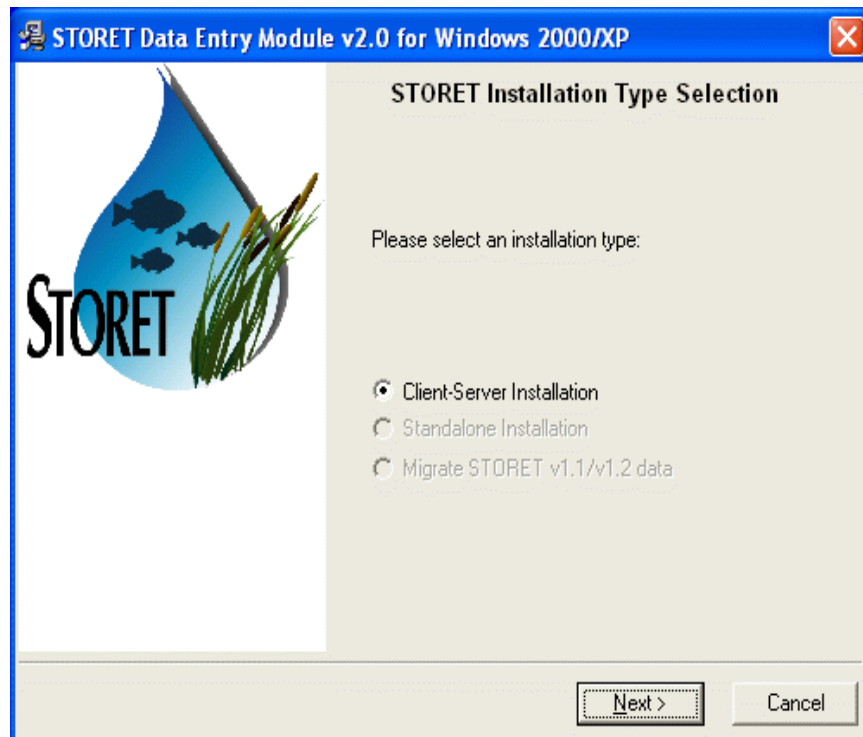 STORET Data Entry Module v2.0 for Windows 2000/XP
STORET Installation Type Selection
Please select an installation type:
STORET
Client-Server Installation
Standalone Installation
Migrate STORET v1.1/v1.2 data
Next >
Cancel